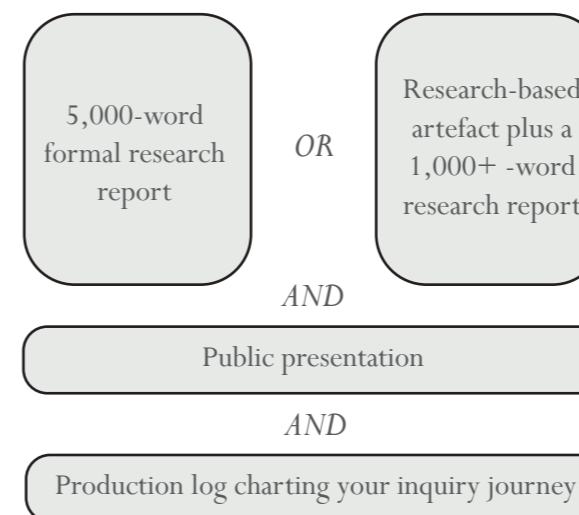 5,000-word
formal research
report
OR
Research-based
artefact plus a
1,000+ -word
research report
AND
Public presentation
AND
Production log charting your inquiry journey